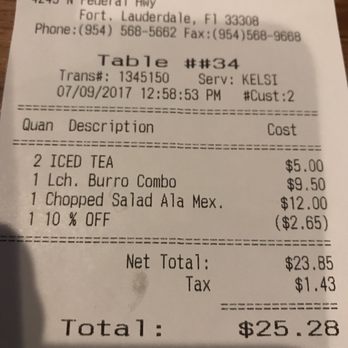 4245 N Federal Hwy
Fort. Lauderdale, Fl 33308
Phone:(954) 568-5662 Fax:(954)568-9668
Table ##34
Trans#: 1345150 Serv: KELSI
07/09/2017 12:58:53 PM #Cust:2
Quan Description Cost
2 ICED TEA $5.00
1 Lch. Burro Combo $9.50
1 Chopped Salad Ala Mex. $12.00
1 10 % OFF ($2.65)
Net Total: $23.85
Tax $1.43
Total: $25.28